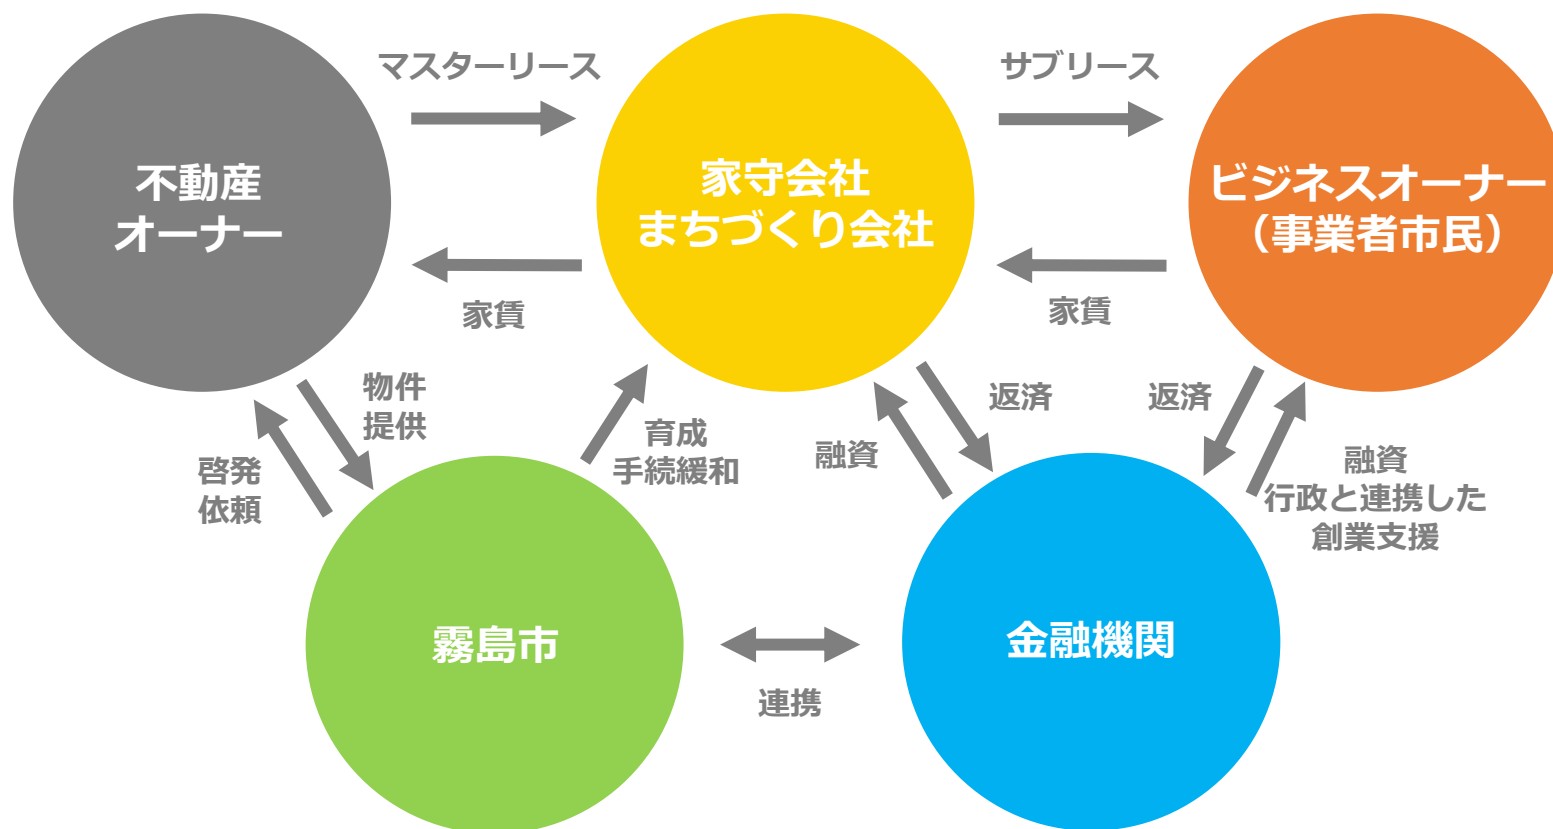 マスターリース
サブリース
不動産
オーナー
家守会社
まちづくり会社
ビジネスオーナー
（事業者市民）
家賃
家賃
物件
提供
啓発
依頼
育成
手続緩和
融資
返済
返済
融資
行政と連携した
創業支援
霧島市
連携
金融機関